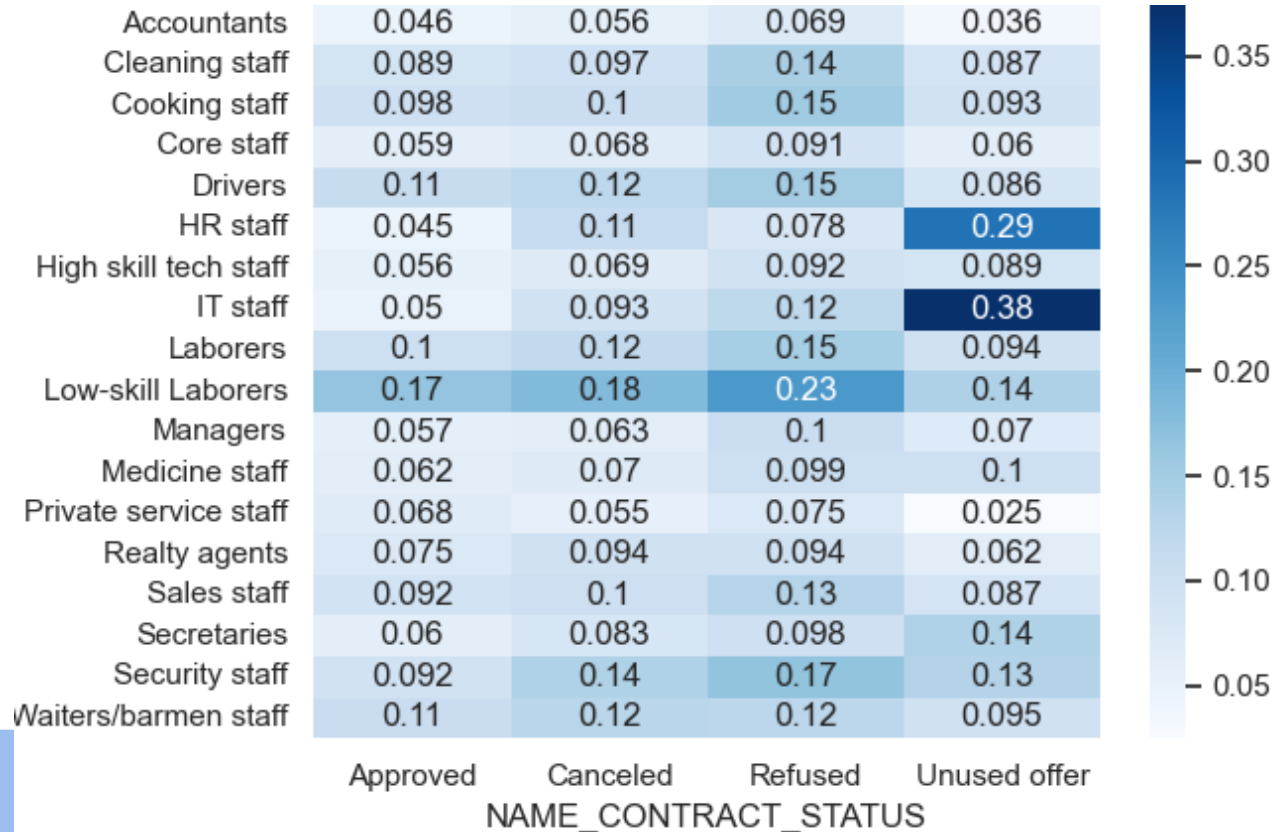 Accountants 0.046 0.056 0.069 0.036
Cleaning staff 0.089 0.097 0.14 0.087 0.35
Cooking staff 0.098 0.1 0.15 0.093
Core staff 0.059 0.068 0.091 0.06 0.30
Drivers 0.11 0.12 0.15 0.086
HR staff 0.045 0.11 0.078 0.29
High skill tech staff 0.056 0.069 0.092 0.089 0.25
IT staff 0.05 0.093 0.12 0.38
Laborers 0.1 0.12 0.15 0.094
Low-skill Laborers 0.17 0.18 0.23 0.14 0.20
Managers 0.057 0.063 0.1 0.07
Medicine staff 0.062 0.07 0.099 0.1 0.15
Private service staff 0.068 0.055 0.075 0.025
Realty agents 0.075 0.094 0.094 0.062
Sales staff 0.092 0.1 0.13 0.087 0.10
Secretaries 0.06 0.083 0.098 0.14
Security staff 0.092 0.14 0.17 0.13 0.05
Waiters/barmen staff 0.11 0.12 0.12 0.095
Approved Canceled Refused Unused offer
NAME_CONTRACT_STATUS